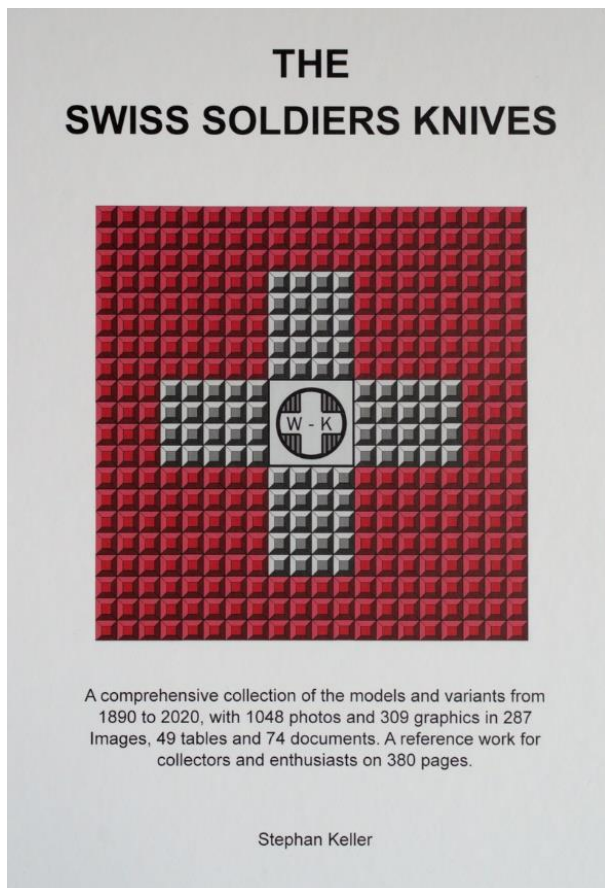 THE
SWISS SOLDIERS KNIVES
W - K
A comprehensive collection of the models and variants from
1890 to 2020, with 1048 photos and 309 graphics in 287
Images, 49 tables and 74 documents. A reference work for
collectors and enthusiasts on 380 pages.
Stephan Keller